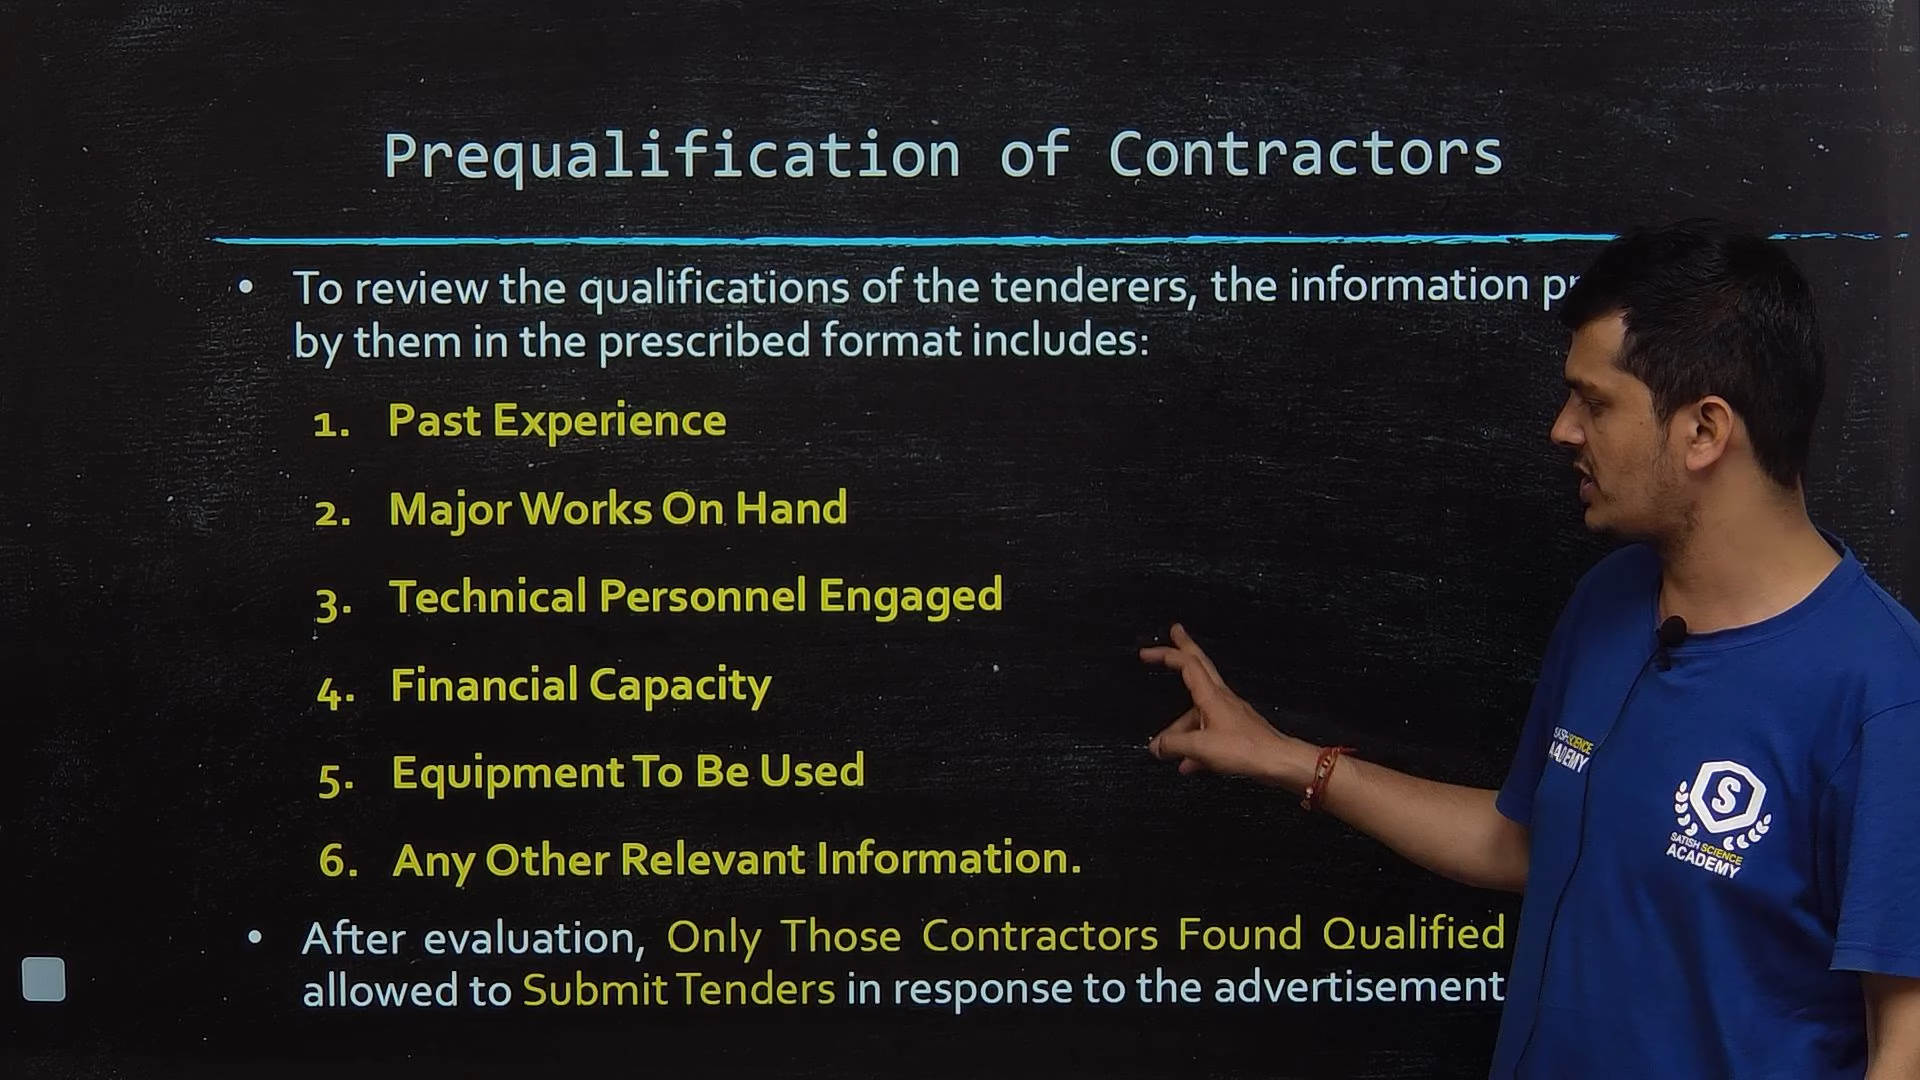 Prequalification of Contractors
• To review the qualifications of the tenderers, the information
by them in the prescribed format includes:
1. Past Experience
2. Major Works On Hand
3. Technical Personnel Engaged
4. Financial Capacity
5. Equipment To Be Used
6. Any Other Relevant Information.
• After evaluation, Only Those Contractors Found Qualified
allowed to Submit Tenders in response to the advertisement
S
SATISH SCIENCE
ACADEMY